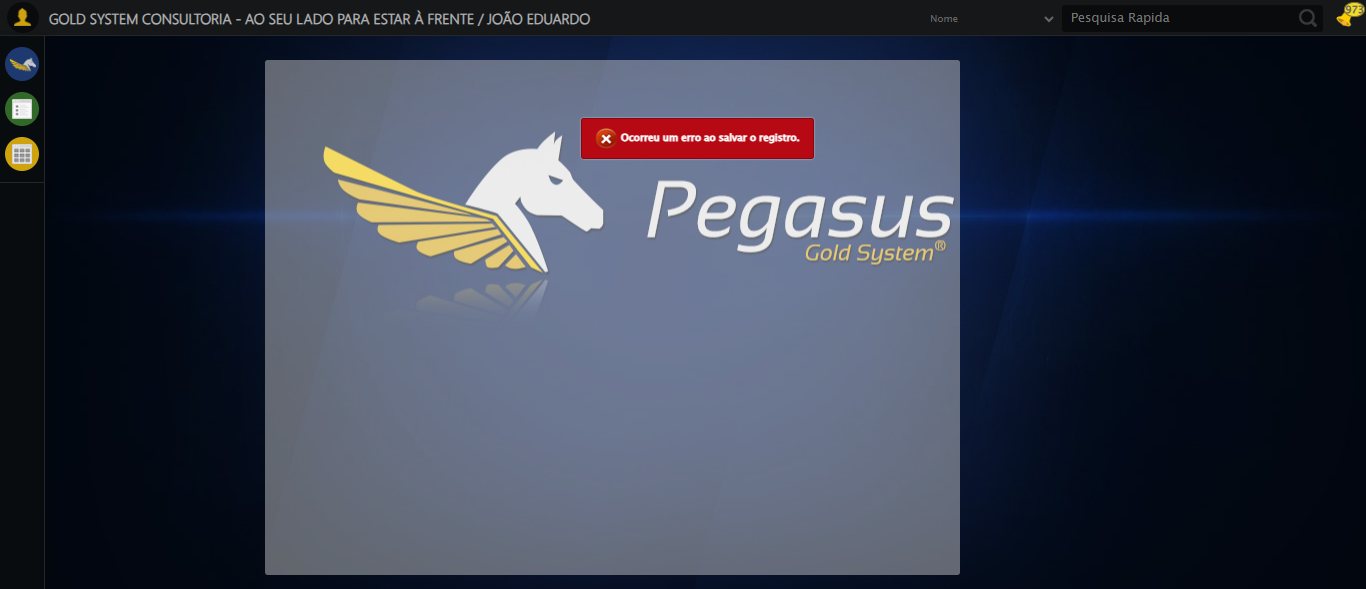 GOLD SYSTEM CONSULTORIA - AO SEU LADO PARA ESTAR À FRENTE / JOÃO EDUARDO
Nome
Pesquisa Rapida
973
Ocorreu um erro ao salvar o registro.
Pegasus
Gold System®